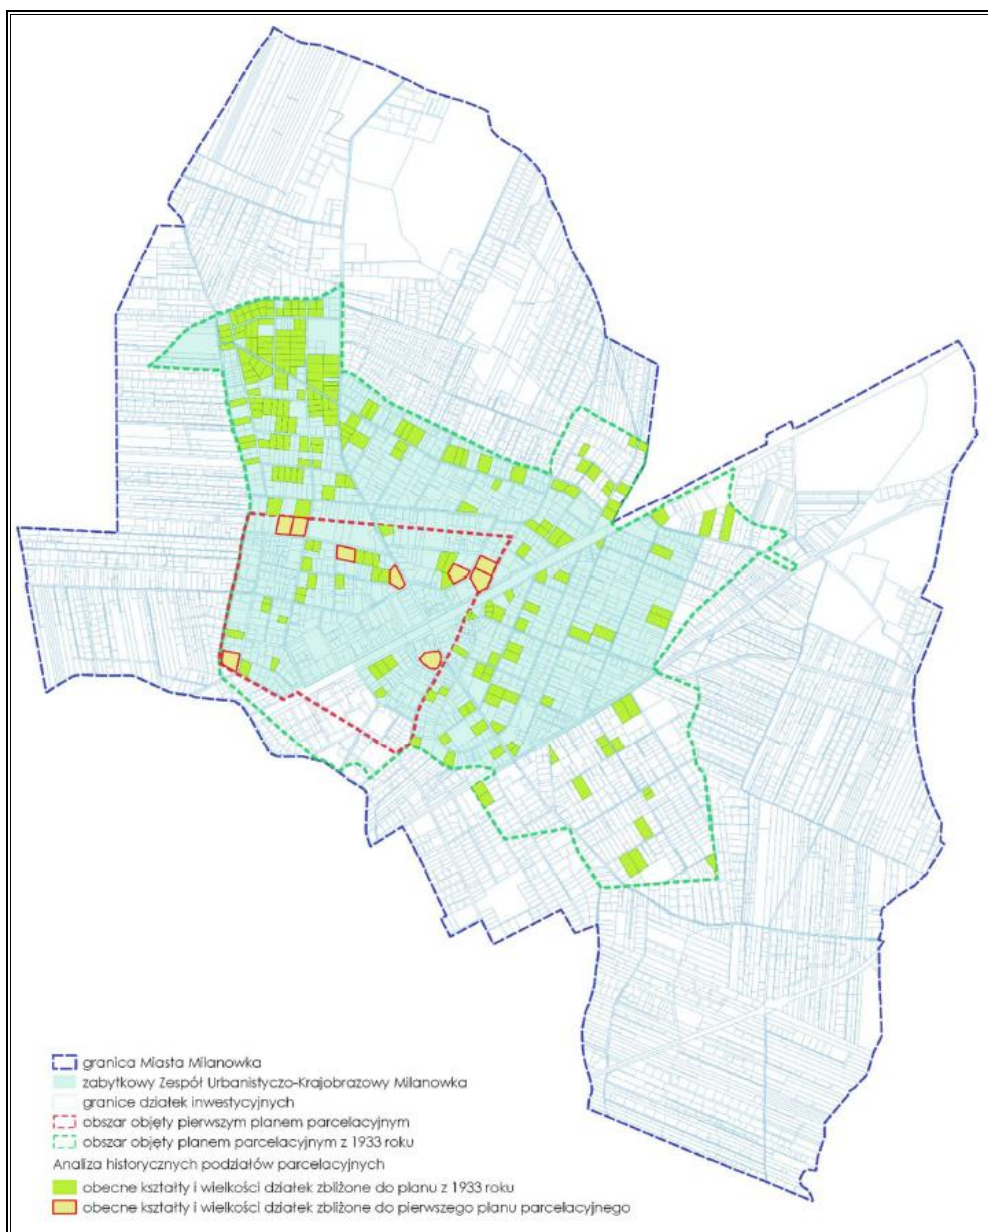 granica Miasta Milanowka
zabytkowy Zespół Urbanistyczo-Krajobrazowy Milanowka
granice działek inwestycyjnych
obszar objęty pierwszym planem parcelacyjnym
obszar objęty planem parcelacyjnym z 1933 roku
Analiza historycznych podziałów parcelacyjnych
obecne kształty i wielkości działek zbliżone do planu z 1933 roku
obecne kształty i wielkości działek zbliżone do pierwszego planu parcelacyjnego